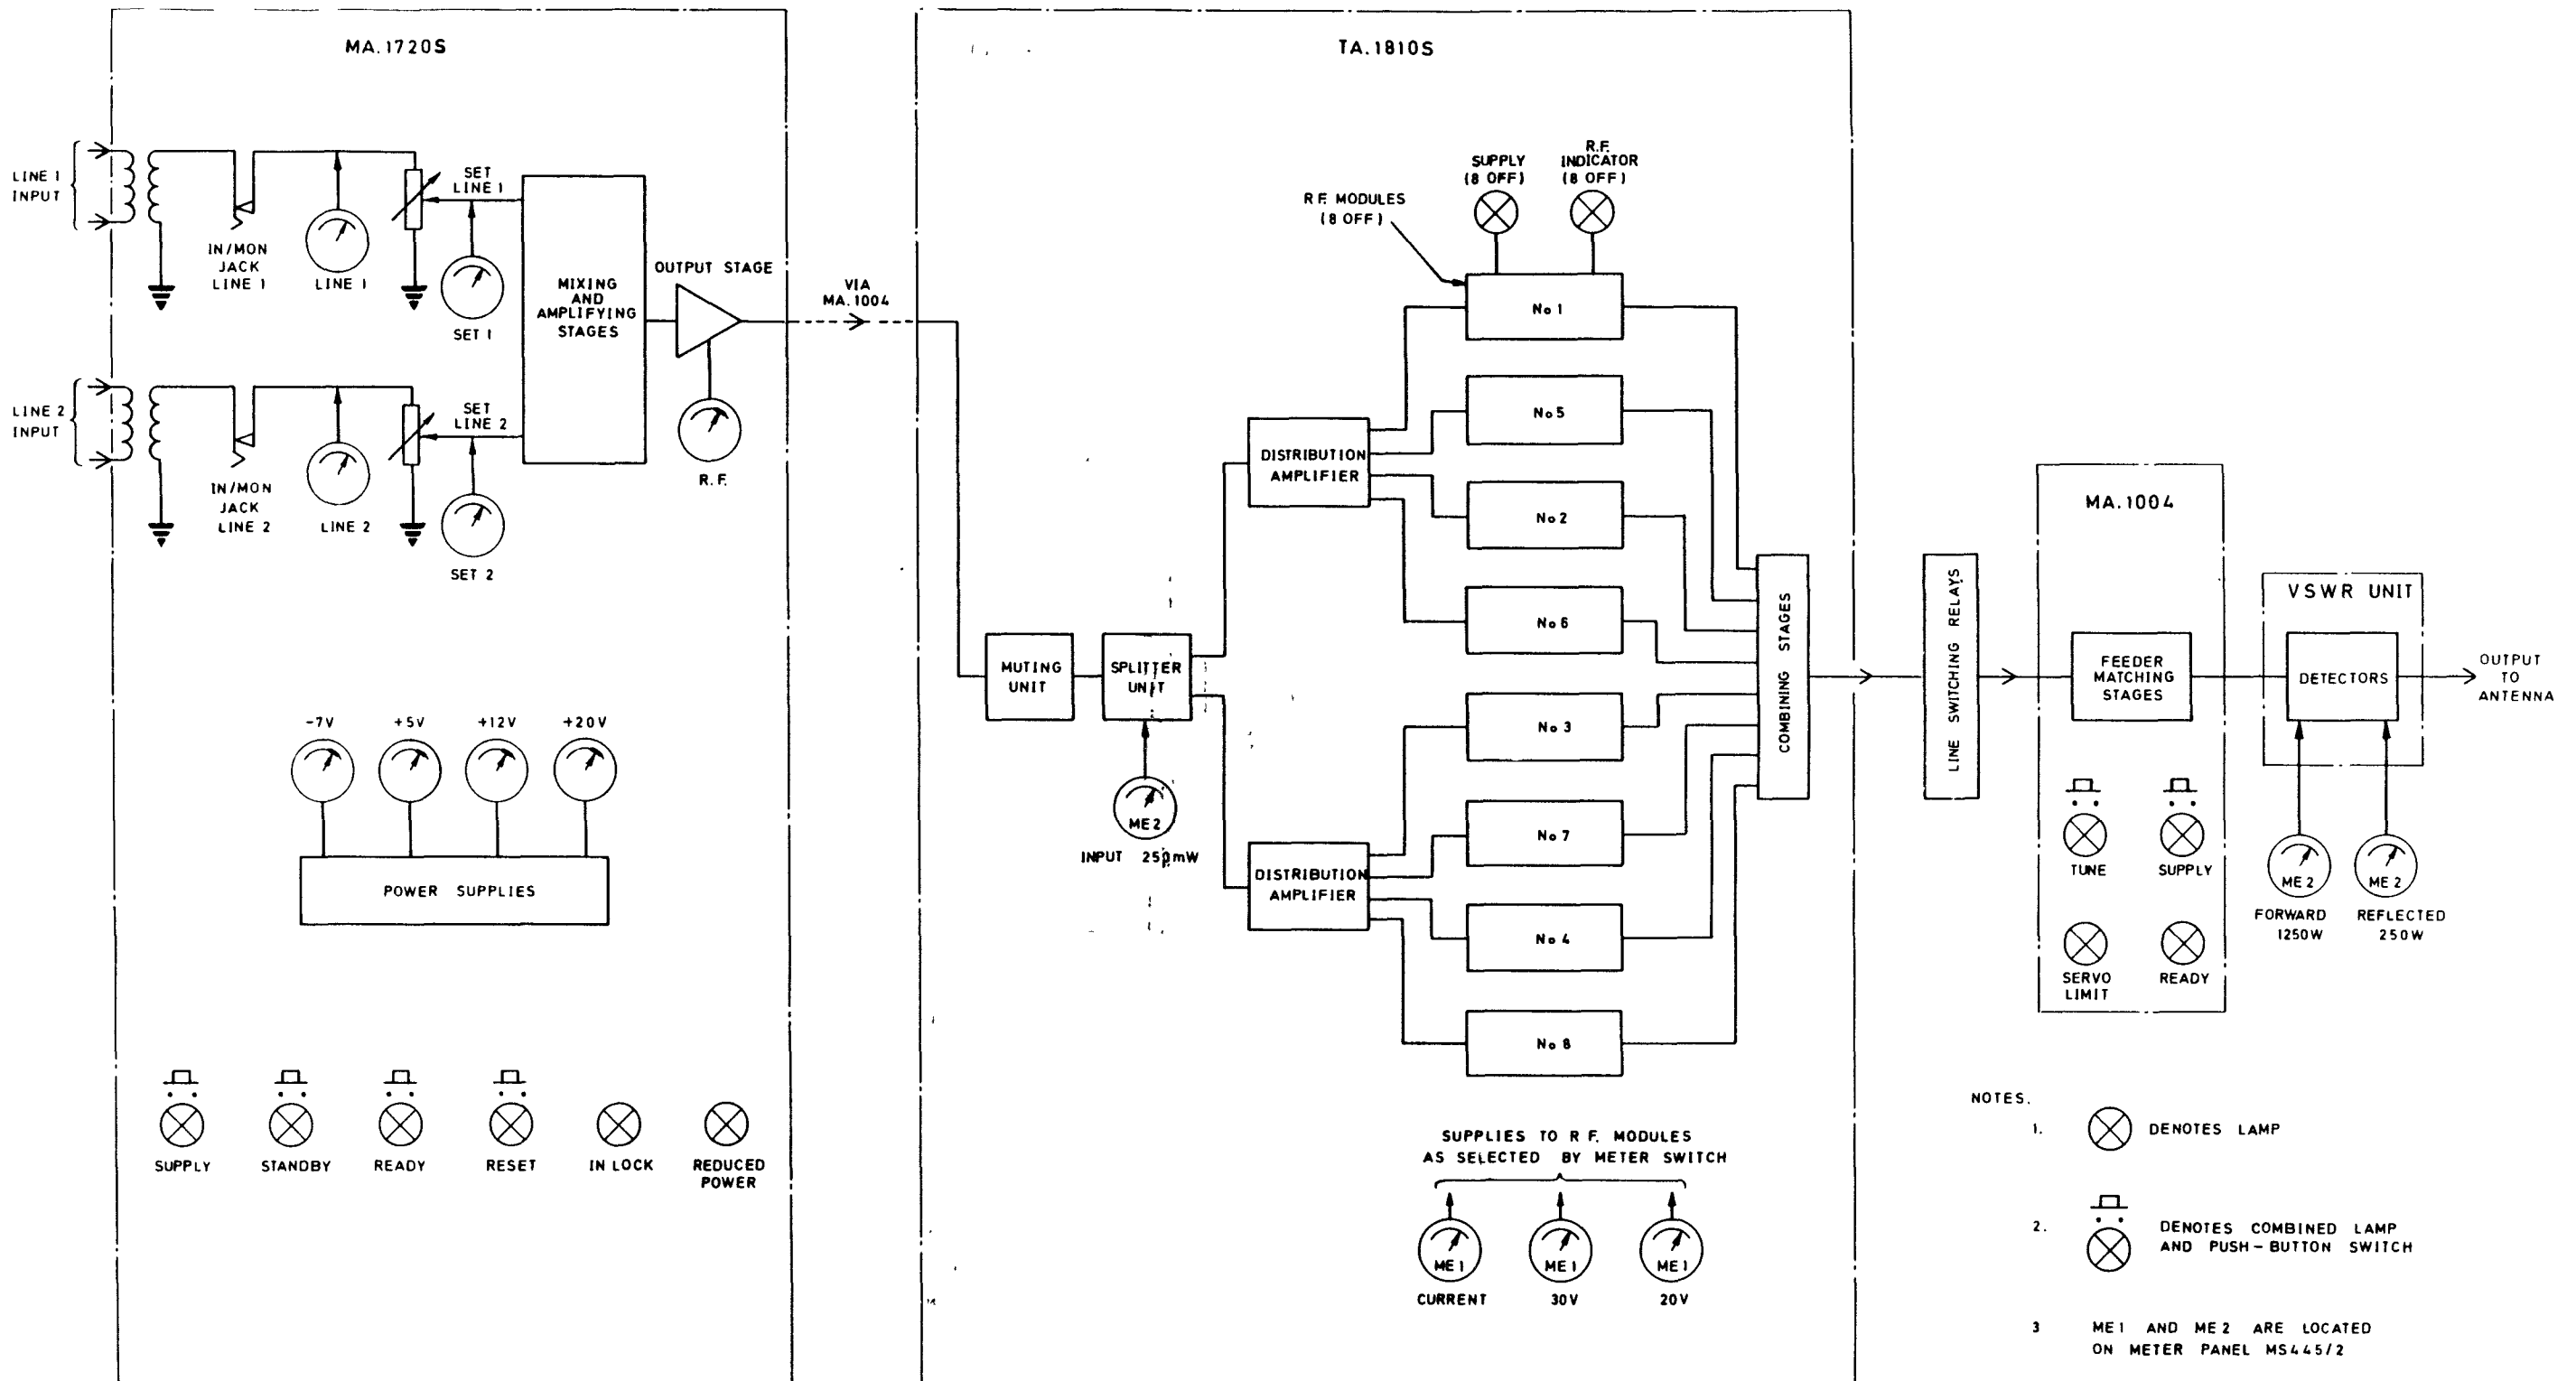 MA.1720S
LINE 1
INPUT
IN/MON
JACK
LINE 1
LINE 1
SET
LINE 1
SET 1
MIXING
AND
AMPLIFYING
STAGES
OUTPUT STAGE
R.F.
LINE 2
INPUT
IN/MON
JACK
LINE 2
LINE 2
SET
LINE 2
SET 2
-7V
+5V
+12V
+20V
POWER SUPPLIES
SUPPLY
STANDBY
READY
RESET
IN LOCK
REDUCED
POWER
VIA
MA.1004
TA.1810S
MUTING
UNIT
SPLITTER
UNIT
ME2
INPUT 250mW
DISTRIBUTION
AMPLIFIER
DISTRIBUTION
AMPLIFIER
R.F. MODULES
(8 OFF)
SUPPLY
(8 OFF)
R.F.
INDICATOR
(8 OFF)
No 1
No 5
No 2
No 6
No 3
No 7
No 4
No 8
COMBINING STAGES
SUPPLIES TO R F. MODULES
AS SELECTED BY METER SWITCH
ME1
ME1
ME1
CURRENT
30V
20V
LINE SWITCHING RELAYS
MA.1004
FEEDER
MATCHING
STAGES
TUNE
SUPPLY
SERVO
LIMIT
READY
VSWR UNIT
DETECTORS
ME2
ME2
FORWARD
1250W
REFLECTED
250W
OUTPUT
TO
ANTENNA
NOTES.
1. DENOTES LAMP
2. DENOTES COMBINED LAMP
AND PUSH-BUTTON SWITCH
3 ME1 AND ME2 ARE LOCATED
ON METER PANEL MS445/2